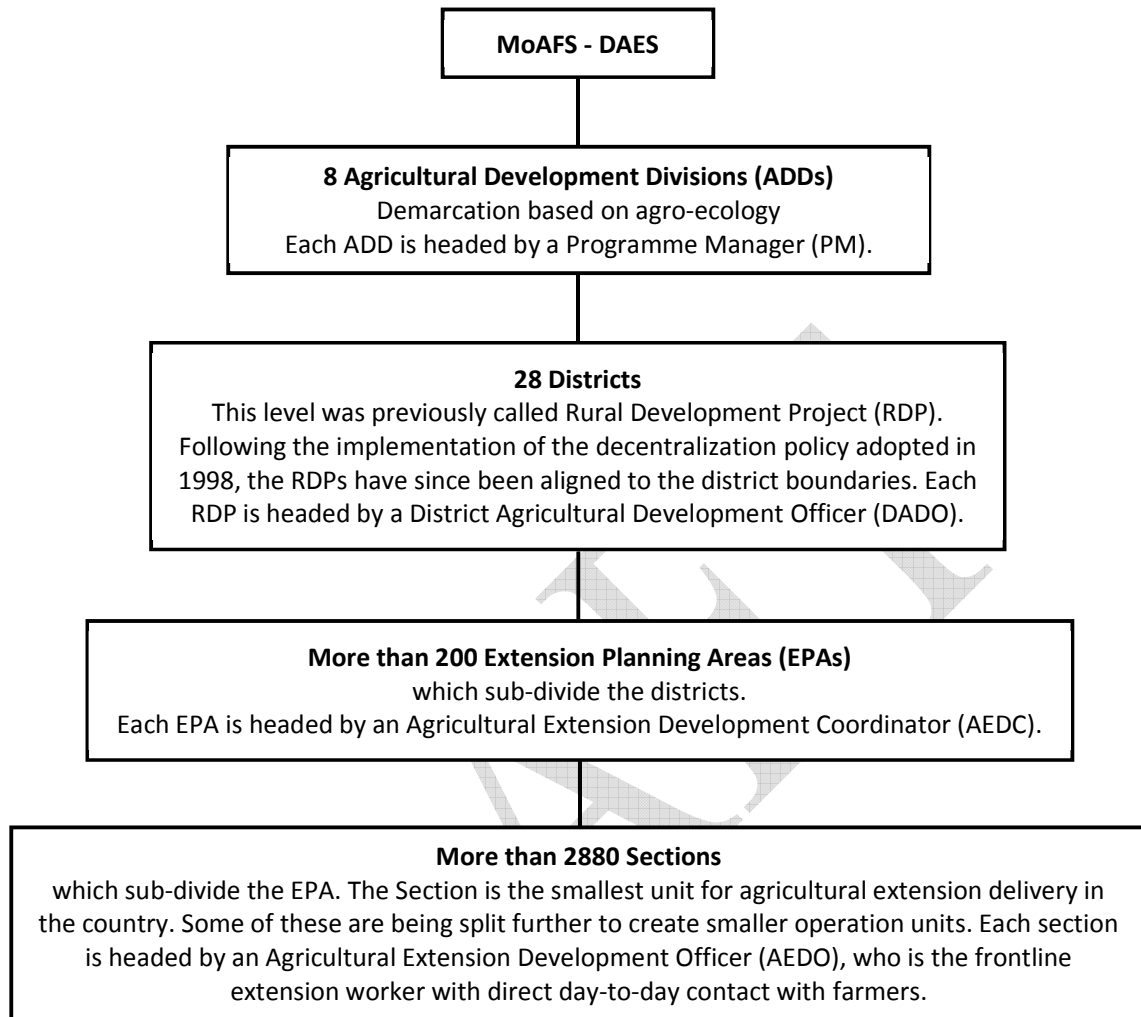 MoAFS - DAES
8 Agricultural Development Divisions (ADDs)
Demarcation based on agro-ecology
Each ADD is headed by a Programme Manager (PM).
28 Districts
This level was previously called Rural Development Project (RDP).
Following the implementation of the decentralization policy adopted in
1998, the RDPs have since been aligned to the district boundaries. Each
RDP is headed by a District Agricultural Development Officer (DADO).
More than 200 Extension Planning Areas (EPAs)
which sub-divide the districts.
Each EPA is headed by an Agricultural Extension Development Coordinator (AEDC).
More than 2880 Sections
which sub-divide the EPA. The Section is the smallest unit for agricultural extension delivery in
the country. Some of these are being split further to create smaller operation units. Each section
is headed by an Agricultural Extension Development Officer (AEDO), who is the frontline
extension worker with direct day-to-day contact with farmers.